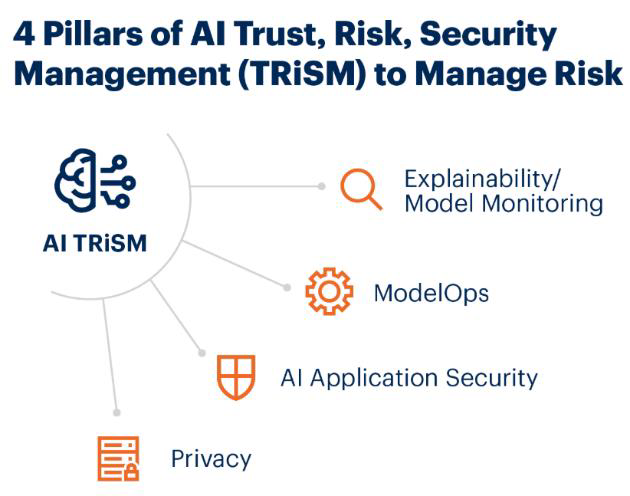 4 Pillars of AI Trust, Risk, Security
Management (TRiSM) to Manage Risk
AI TRiSM
Explainability/
Model Monitoring
ModelOps
AI Application Security
Privacy